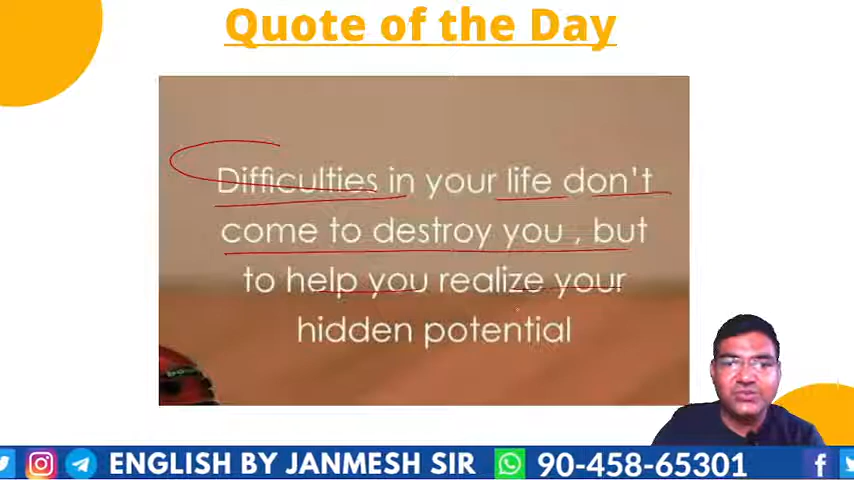 Quote of the Day
Difficulties in your life don't
come to destroy you , but
to help you realize your
hidden potential
ENGLISH BY JANMESH SIR 90-458-65301